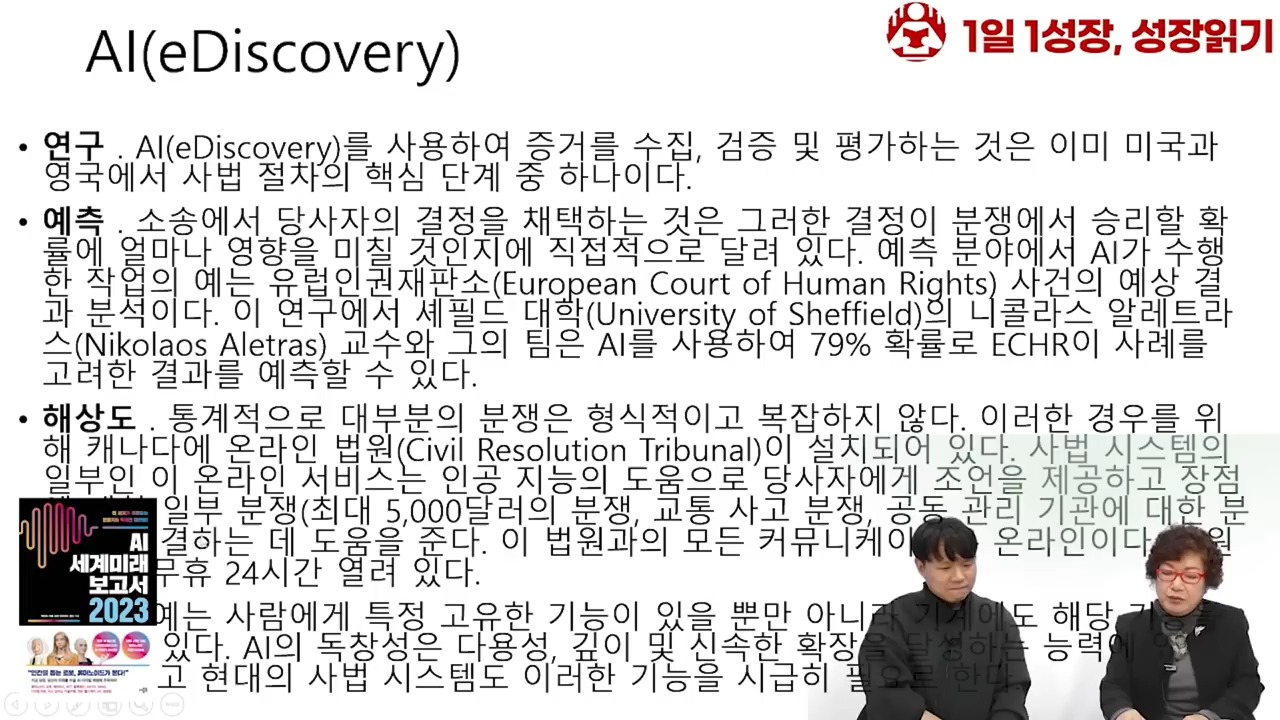 AI(eDiscovery)
1일 1성장, 성장읽기
• 연구 . AI(eDiscovery)를 사용하여 증거를 수집, 검증 및 평가하는 것은 이미 미국과
영국에서 사법 절차의 핵심 단계 중 하나이다.
• 예측 . 소송에서 당사자의 결정을 채택하는 것은 그러한 결정이 분쟁에서 승리할 확
률에 얼마나 영향을 미칠 것인지에 직접적으로 달려 있다. 예측 분야에서 AI가 수행
한 작업의 예는 유럽인권재판소(European Court of Human Rights) 사건의 예상 결
과 분석이다. 이 연구에서 셰필드 대학(University of Sheffield)의 니콜라스 알레트라
스(Nikolaos Aletras) 교수와 그의 팀은 AI를 사용하여 79% 확률로 ECHR이 사례를
고려한 결과를 예측할 수 있다.
• 해상도 . 통계적으로 대부분의 분쟁은 형식적이고 복잡하지 않다. 이러한 경우를 위
해 캐나다에 온라인 법원(Civil Resolution Tribunal)이 설치되어 있다. 사법 시스템의
일부인 이 온라인 서비스는 인공 지능의 도움으로 당사자에게 조언을 제공하고 장점
일부 분쟁(최대 5,000달러의 분쟁, 교통 사고 분쟁, 공동 관리 기관에 대한 분
결하는 데 도움을 준다. 이 법원과의 모든 커뮤니케이 온라인이다
무휴 24시간 열려 있다.
예는 사람에게 특정 고유한 기능이 있을 뿐만 아니라 기계에도 해당
있다. AI의 독창성은 다용성, 깊이 및 신속한 확장을 능력에
고 현대의 사법 시스템도 이러한 기능을 시급히 필요로 한다.
AI
세계미래
보고서
2023